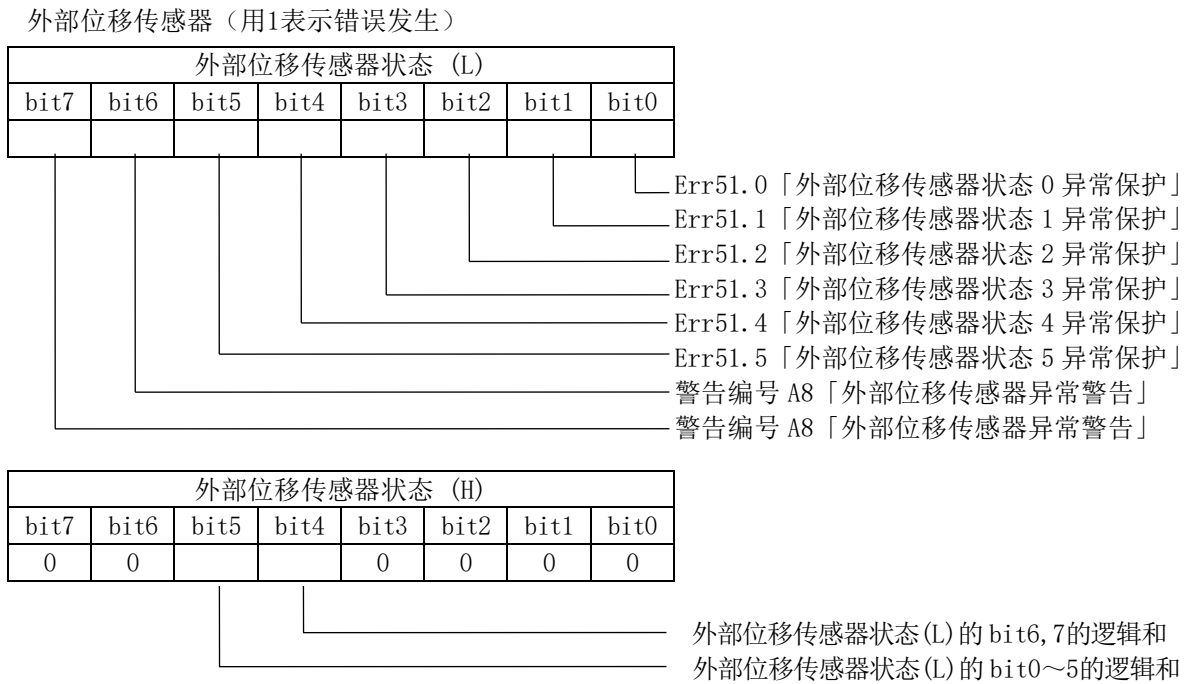 外部位移传感器（用1表示错误发生）
外部位移传感器状态 (L)
bit7 bit6 bit5 bit4 bit3 bit2 bit1 bit0
Err51.0「外部位移传感器状态 0 异常保护」
Err51.1「外部位移传感器状态 1 异常保护」
Err51.2「外部位移传感器状态 2 异常保护」
Err51.3「外部位移传感器状态 3 异常保护」
Err51.4「外部位移传感器状态 4 异常保护」
Err51.5「外部位移传感器状态 5 异常保护」
警告编号 A8「外部位移传感器异常警告」
警告编号 A8「外部位移传感器异常警告」
外部位移传感器状态 (H)
bit7 bit6 bit5 bit4 bit3 bit2 bit1 bit0
0 0 0 0 0 0
外部位移传感器状态(L)的 bit6,7的逻辑和
外部位移传感器状态(L)的 bit0～5的逻辑和